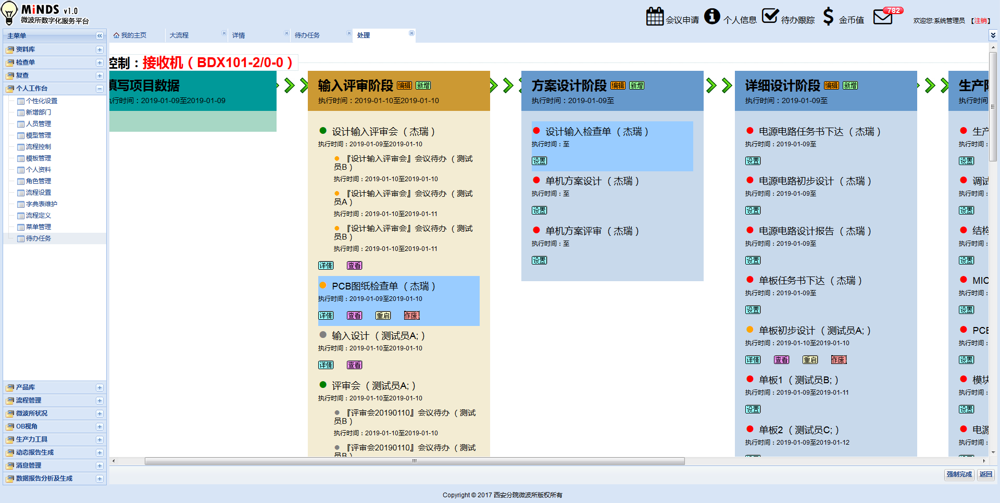 MiNDS v1.0
微波所数字化服务平台
会议申请
个人信息
待办跟踪
金币值
782
欢迎您:系统管理员 【注销】
主菜单
资料库
检查单
复查
个人工作台
个性化设置
新增部门
人员管理
模型管理
流程控制
模板管理
个人资料
角色管理
流程设置
字典表维护
流程定义
菜单管理
待办任务
产品库
流程管理
微波所状况
OB视角
生产力工具
动态报告生成
消息管理
数据报告分析及生成
我的主页
大流程
详情
待办任务
处理
控制：接收机（BDX101-2/0-0）
填写项目数据
执行时间：2019-01-09至2019-01-09
输入评审阶段 编辑 新增
执行时间：2019-01-10至2019-01-10
设计输入评审会（杰瑞）
执行时间：2019-01-09至2019-01-10
『设计输入评审会』会议待办（测试
员B）
执行时间：2019-01-10至2019-01-10
『设计输入评审会』会议待办（测试
员A）
执行时间：2019-01-10至2019-01-11
『设计输入评审会』会议待办（测试
员B）
执行时间：2019-01-10至2019-01-11
详情 查看
PCB图纸检查单（杰瑞）
执行时间：2019-01-09至2019-01-10
详情 查看 重启 作废
输入设计（测试员A;）
执行时间：2019-01-10至2019-01-10
详情 查看
评审会（测试员A;）
执行时间：2019-01-10至2019-01-10
『评审会20190110』会议待办（测试
员B）
执行时间：2019-01-10至2019-01-10
『评审会20190110』会议待办（测试
员B）
方案设计阶段 编辑 新增
执行时间：2019-01-09至
设计输入检查单（杰瑞）
执行时间：至
设置
单机方案设计（杰瑞）
执行时间：至
设置
单机方案评审（杰瑞）
执行时间：至
设置
详细设计阶段 编辑 新增
执行时间：2019-01-09至
电源电路任务书下达（杰瑞）
执行时间：2019-01-09至
设置
电源电路初步设计（杰瑞）
执行时间：2019-01-09至
设置
电源电路设计报告（杰瑞）
执行时间：2019-01-09至
设置
单板任务书下达（杰瑞）
执行时间：2019-01-09至
设置
单板初步设计（测试员A;）
执行时间：2019-01-10至2019-01-10
详情 查看 重启 作废
单板1（测试员B;）
执行时间：2019-01-09至2019-01-11
设置
单板2（测试员C;）
执行时间：2019-01-09至2019-01-12
生产阶
执行时间
生产
执行时间：
设置
调试
执行时间：
设置
结构
执行时间：
设置
MIC
执行时间：
设置
PCB
执行时间：
设置
模块
执行时间：
设置
电源
执行时间：
强制完成
返回
Copyright © 2017 西安分院微波所版权所有